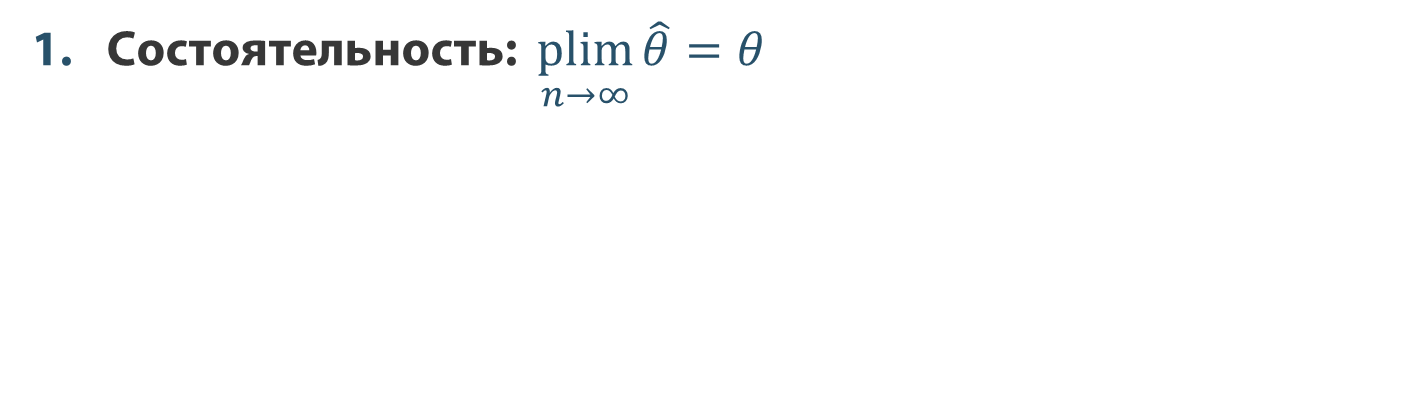 1. Состоятельность: plim θ̂ = θ
n→∞